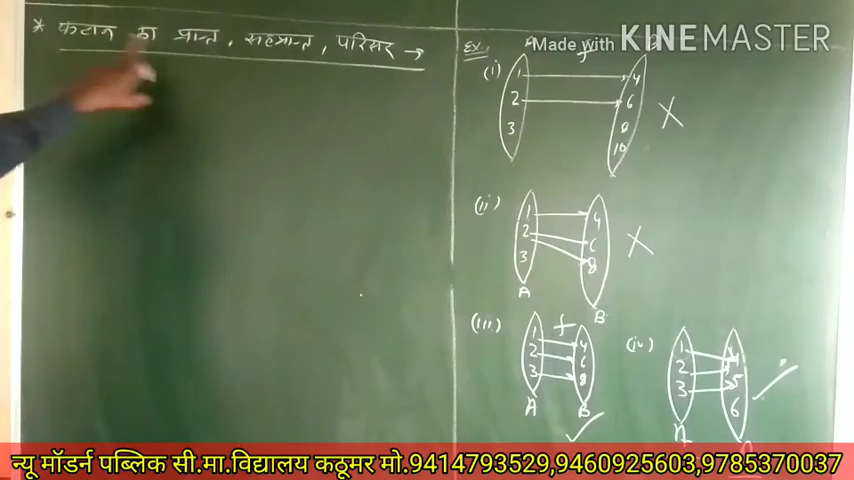 * फलन का प्रान्त, सहप्रान्त, परिसर →
Ex.
Made with KINEMASTER
(i) A f B
1 4
2 6
3 8
10
X
(ii)
1 4
2 6
3 8
A B
X
(iii) f
1 4
2 6
3 8
A B
✓
(iv)
1 4
2 5
3 6
A
✓
न्यू मॉडर्न पब्लिक सी.मा.विद्यालय कठूमर मो.9414793529,9460925603,9785370037